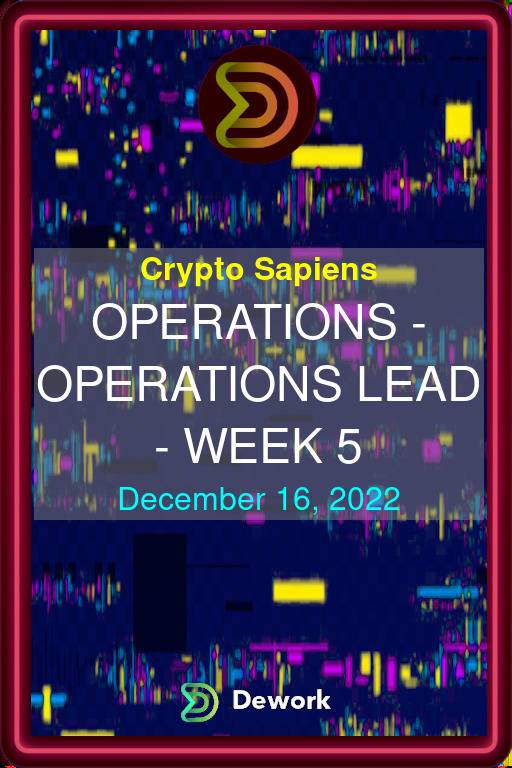 Crypto Sapiens
OPERATIONS -
OPERATIONS LEAD
- WEEK 5
December 16, 2022
Dework